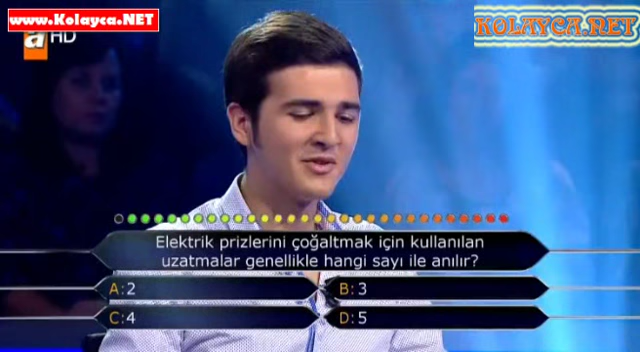 www.Kolayca.NET
a HD
KOLAYCA.NET
Elektrik prizlerini çoğaltmak için kullanılan
uzatmalar genellikle hangi sayı ile anılır?
A:2
B:3
C:4
D:5